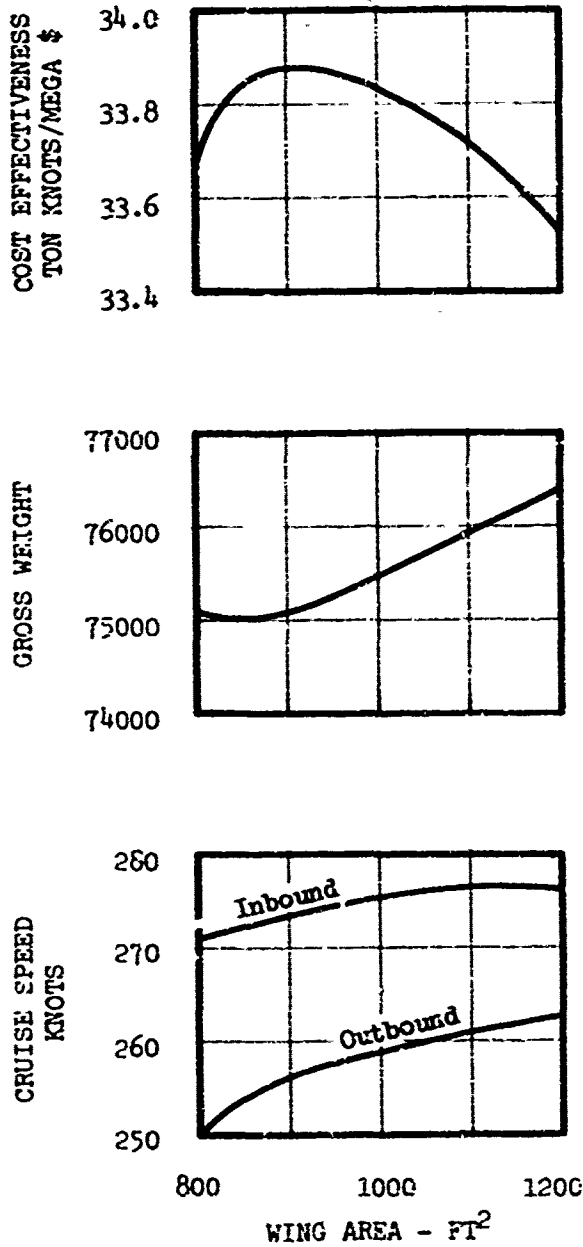 COST EFFECTIVENESS
TON KNOTS/MEGA $
34.0
33.8
33.6
33.4
GROSS WEIGHT
77000
76000
75000
74000
CRUISE SPEED
KNOTS
280
270
260
250
Inbound
Outbound
800 1000 1200
WING AREA - FT²